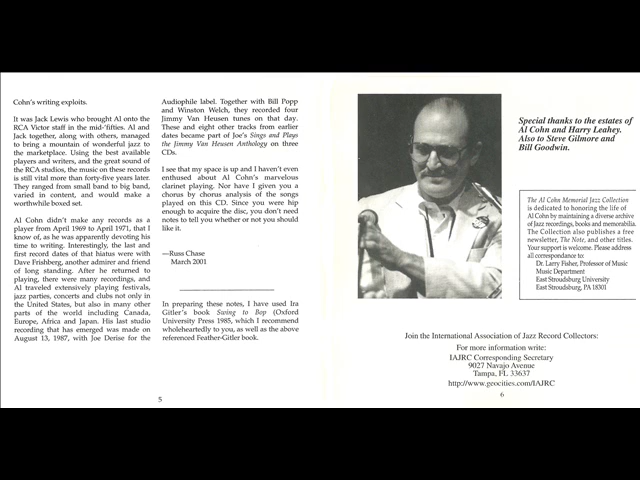 Cohn's writing exploits.
It was Jack Lewis who brought Al onto the
RCA Victor staff in the mid-'fifties. Al and
Jack together, along with others, managed
to bring a mountain of wonderful jazz to
the marketplace. Using the best available
players and writers, and the great sound of
the RCA studios, the music on these records
is still vital more than forty-five years later.
They ranged from small band to big band,
varied in content, and would make a
worthwhile boxed set.
Al Cohn didn't make any records as a
player from April 1969 to April 1971, that I
know of, as he was apparently devoting his
time to writing. Interestingly, the last and
first record dates of that hiatus were with
Dave Frishberg, another admirer and friend
of long standing. After he returned to
playing, there were many recordings, and
Al traveled extensively playing festivals,
jazz parties, concerts and clubs not only in
the United States, but also in many other
parts of the world including Canada,
Europe, Africa and Japan. His last studio
recording that has emerged was made on
August 13, 1987, with Joe Derise for the
5
Audiophile label. Together with Bill Popp
and Winston Welch, they recorded four
Jimmy Van Heusen tunes on that day.
These and eight other tracks from earlier
dates became part of Joe's Sings and Plays
the Jimmy Van Heusen Anthology on three
CDs.
I see that my space is up and I haven't even
enthused about Al Cohn's marvelous
clarinet playing. Nor have I given you a
chorus by chorus analysis of the songs
played on this CD. Since you were hip
enough to acquire the disc, you don't need
notes to tell you whether or not you should
like it.
—Russ Chase
March 2001
In preparing these notes, I have used Ira
Gitler's book Swing to Bop (Oxford
University Press 1985, which I recommend
wholeheartedly to you, as well as the above
referenced Feather-Gitler book.
Special thanks to the estates of
Al Cohn and Harry Leahey.
Also to Steve Gilmore and
Bill Goodwin.
The Al Cohn Memorial Jazz Collection
is dedicated to honoring the life of
Al Cohn by maintaining a diverse archive
of Jazz recordings, books and memorabilia.
The Collection also publishes a free
newsletter, The Note, and other titles.
Your support is welcome. Please address
all correspondence to:
Dr. Larry Fisher, Professor of Music
Music Department
East Stroudsburg University
East Stroudsburg, PA 18301
Join the International Association of Jazz Record Collectors:
For more information write:
IAJRC Corresponding Secretary
9027 Navajo Avenue
Tampa, FL 33637
http://www.geocities.com/IAJRC
6